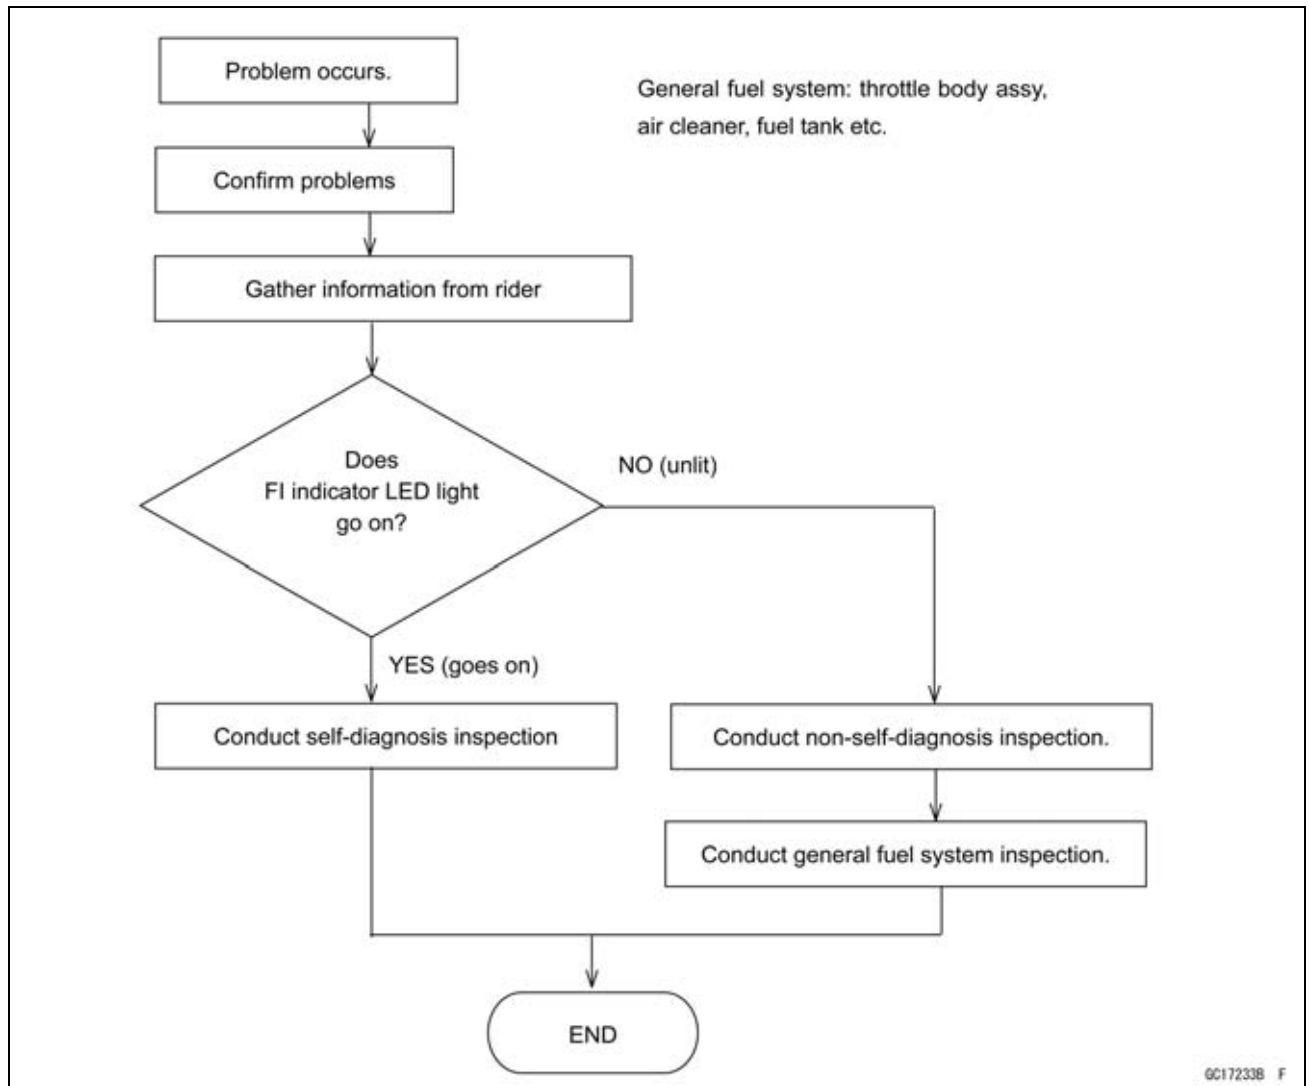 Problem occurs.
General fuel system: throttle body assy,
air cleaner, fuel tank etc.
Confirm problems
Gather information from rider
Does
FI indicator LED light
go on?
NO (unlit)
YES (goes on)
Conduct self-diagnosis inspection
Conduct non-self-diagnosis inspection.
Conduct general fuel system inspection.
END
GC17233B F